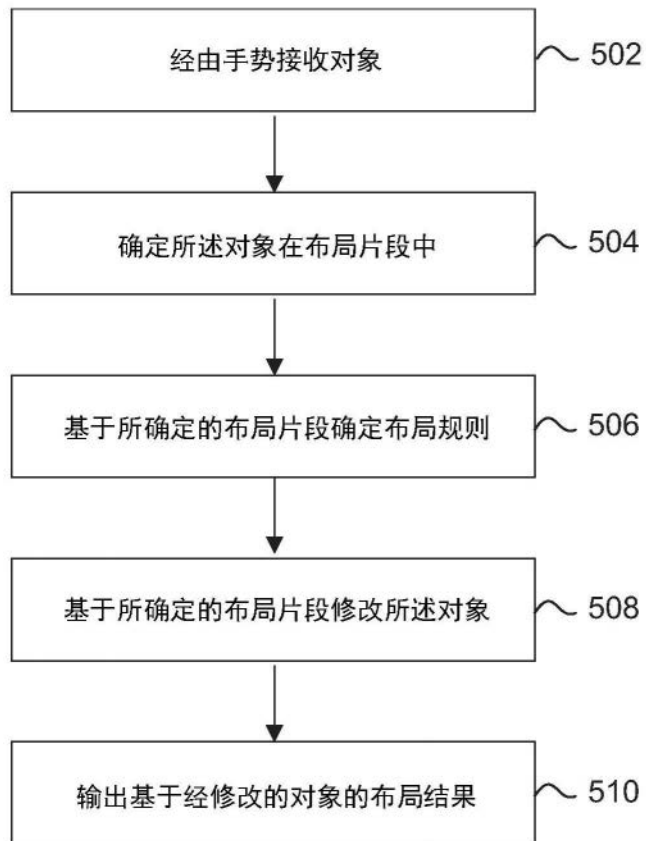 经由手势接收对象 502
确定所述对象在布局片段中 504
基于所确定的布局片段确定布局规则 506
基于所确定的布局片段修改所述对象 508
输出基于经修改的对象的布局结果 510